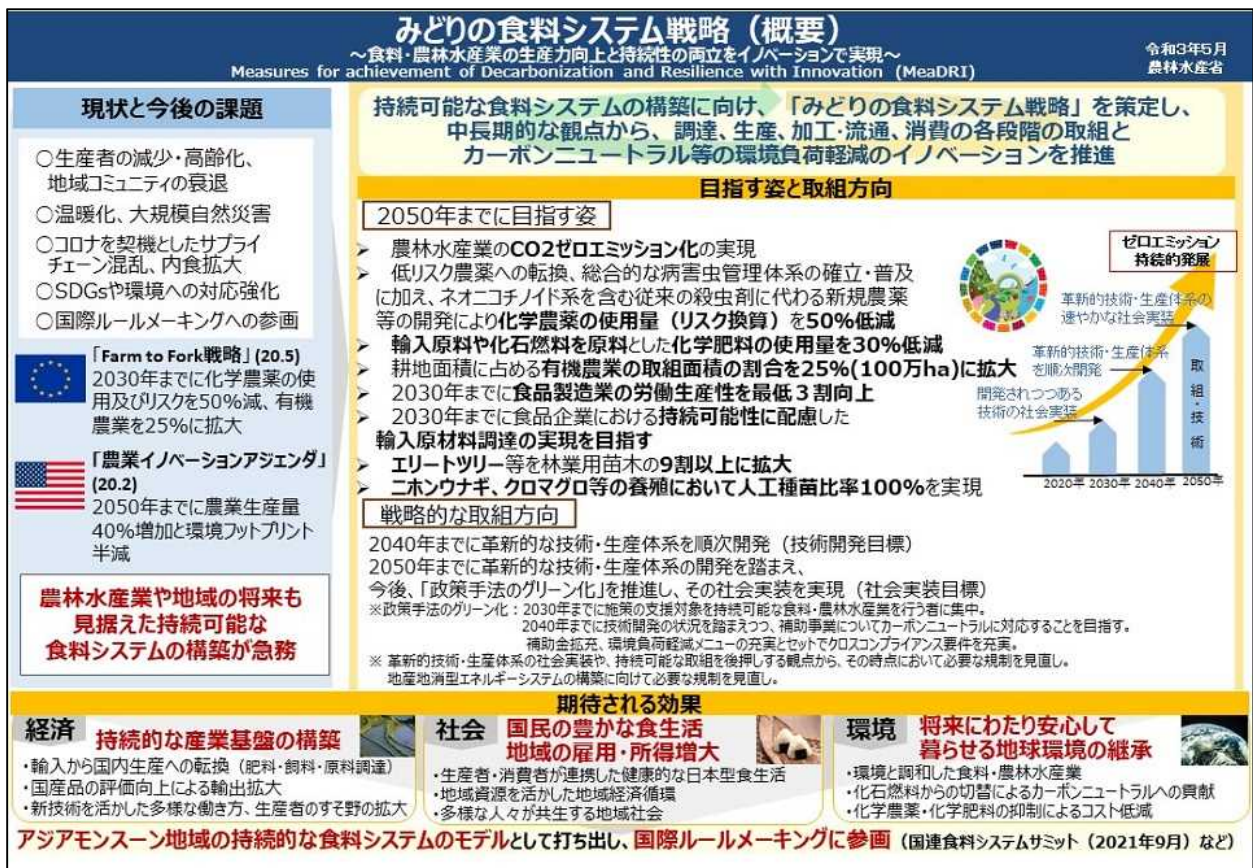 みどりの食料システム戦略（概要）
～食料・農林水産業の生産力向上と持続性の両立をイノベーションで実現～
Measures for achievement of Decarbonization and Resilience with Innovation (MeaDRI)
令和3年5月
農林水産省
現状と今後の課題
○生産者の減少・高齢化、
地域コミュニティの衰退
○温暖化、大規模自然災害
○コロナを契機としたサプライ
チェーン混乱、内食拡大
○SDGsや環境への対応強化
○国際ルールメーキングへの参画
「Farm to Fork戦略」(20.5)
2030年までに化学農薬の使
用及びリスクを50%減、有機
農業を25%に拡大
「農業イノベーションアジェンダ」
(20.2)
2050年までに農業生産量
40%増加と環境フットプリント
半減
農林水産業や地域の将来も
見据えた持続可能な
食料システムの構築が急務
持続可能な食料システムの構築に向け、「みどりの食料システム戦略」を策定し、
中長期的な観点から、調達、生産、加工・流通、消費の各段階の取組と
カーボンニュートラル等の環境負荷軽減のイノベーションを推進
目指す姿と取組方向
2050年までに目指す姿
➢ 農林水産業のCO2ゼロエミッション化の実現
➢ 低リスク農薬への転換、総合的な病害虫管理体系の確立・普及
に加え、ネオニコチノイド系を含む従来の殺虫剤に代わる新規農薬
等の開発により化学農薬の使用量（リスク換算）を50%低減
➢ 輸入原料や化石燃料を原料とした化学肥料の使用量を30%低減
➢ 耕地面積に占める有機農業の取組面積の割合を25%(100万ha)に拡大
➢ 2030年までに食品製造業の労働生産性を最低３割向上
➢ 2030年までに食品企業における持続可能性に配慮した
輸入原材料調達の実現を目指す
➢ エリートツリー等を林業用苗木の9割以上に拡大
➢ ニホンウナギ、クロマグロ等の養殖において人工種苗比率100%を実現
ゼロエミッション
持続的発展
革新的技術・生産体系の
速やかな社会実装
革新的技術・生産体系
を順次開発
開発されつつある
技術の社会実装
取組・技術
2020年 2030年 2040年 2050年
戦略的な取組方向
2040年までに革新的な技術・生産体系を順次開発（技術開発目標）
2050年までに革新的な技術・生産体系の開発を踏まえ、
今後、「政策手法のグリーン化」を推進し、その社会実装を実現（社会実装目標）
※政策手法のグリーン化：2030年までに施策の支援対象を持続可能な食料・農林水産業を行う者に集中。
2040年までに技術開発の状況を踏まえつつ、補助事業についてカーボンニュートラルに対応することを目指す。
補助金拡充、環境負荷軽減メニューの充実とセットでクロスコンプライアンス要件を充実。
※ 革新的技術・生産体系の社会実装や、持続可能な取組を後押しする観点から、その時点において必要な規制を見直し。
地産地消型エネルギーシステムの構築に向けて必要な規制を見直し。
期待される効果
経済
持続的な産業基盤の構築
・輸入から国内生産への転換（肥料・飼料・原料調達）
・国産品の評価向上による輸出拡大
・新技術を活かした多様な働き方、生産者のすそ野の拡大
社会
国民の豊かな食生活
地域の雇用・所得増大
・生産者・消費者が連携した健康的な日本型食生活
・地域資源を活かした地域経済循環
・多様な人々が共生する地域社会
環境
将来にわたり安心して
暮らせる地球環境の継承
・環境と調和した食料・農林水産業
・化石燃料からの切替によるカーボンニュートラルへの貢献
・化学農薬・化学肥料の抑制によるコスト低減
アジアモンスーン地域の持続的な食料システムのモデルとして打ち出し、国際ルールメーキングに参画（国連食料システムサミット（2021年9月）など）